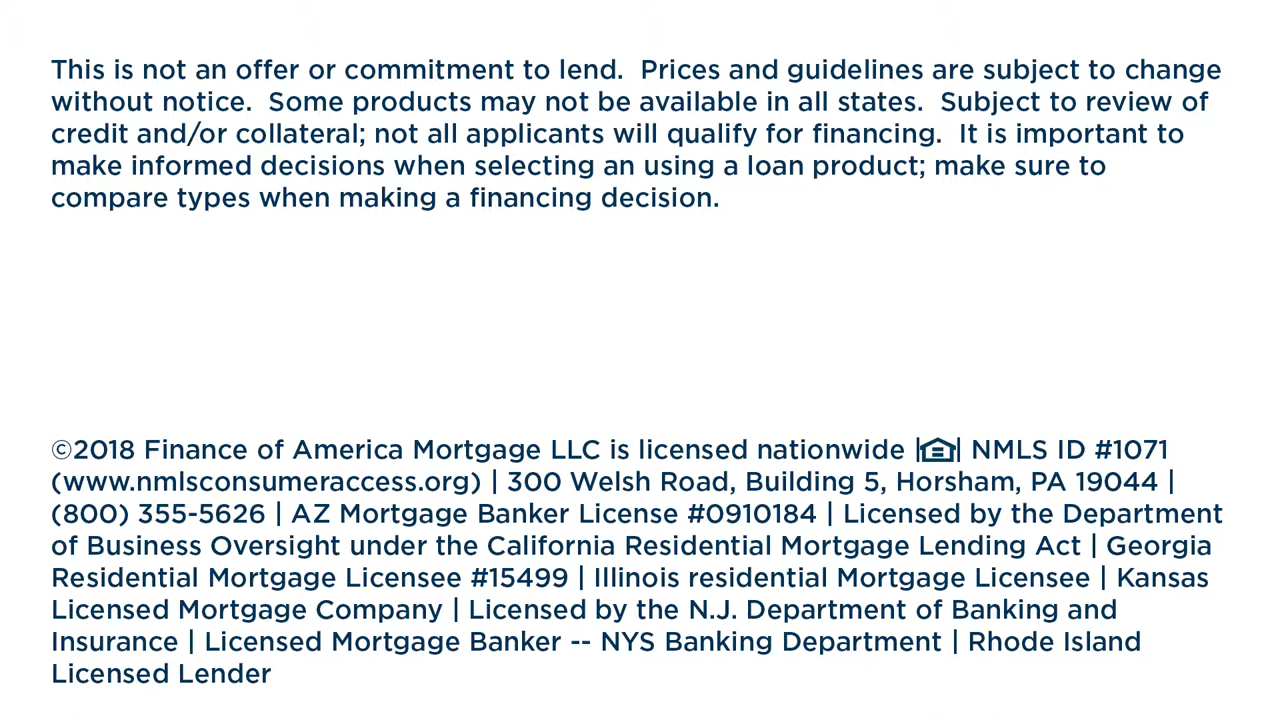 This is not an offer or commitment to lend.  Prices and guidelines are subject to change
without notice.  Some products may not be available in all states.  Subject to review of
credit and/or collateral; not all applicants will qualify for financing.  It is important to
make informed decisions when selecting an using a loan product; make sure to
compare types when making a financing decision.
©2018 Finance of America Mortgage LLC is licensed nationwide | | NMLS ID #1071
(www.nmlsconsumeraccess.org) | 300 Welsh Road, Building 5, Horsham, PA 19044 |
(800) 355-5626 | AZ Mortgage Banker License #0910184 | Licensed by the Department
of Business Oversight under the California Residential Mortgage Lending Act | Georgia
Residential Mortgage Licensee #15499 | Illinois residential Mortgage Licensee | Kansas
Licensed Mortgage Company | Licensed by the N.J. Department of Banking and
Insurance | Licensed Mortgage Banker -- NYS Banking Department | Rhode Island
Licensed Lender